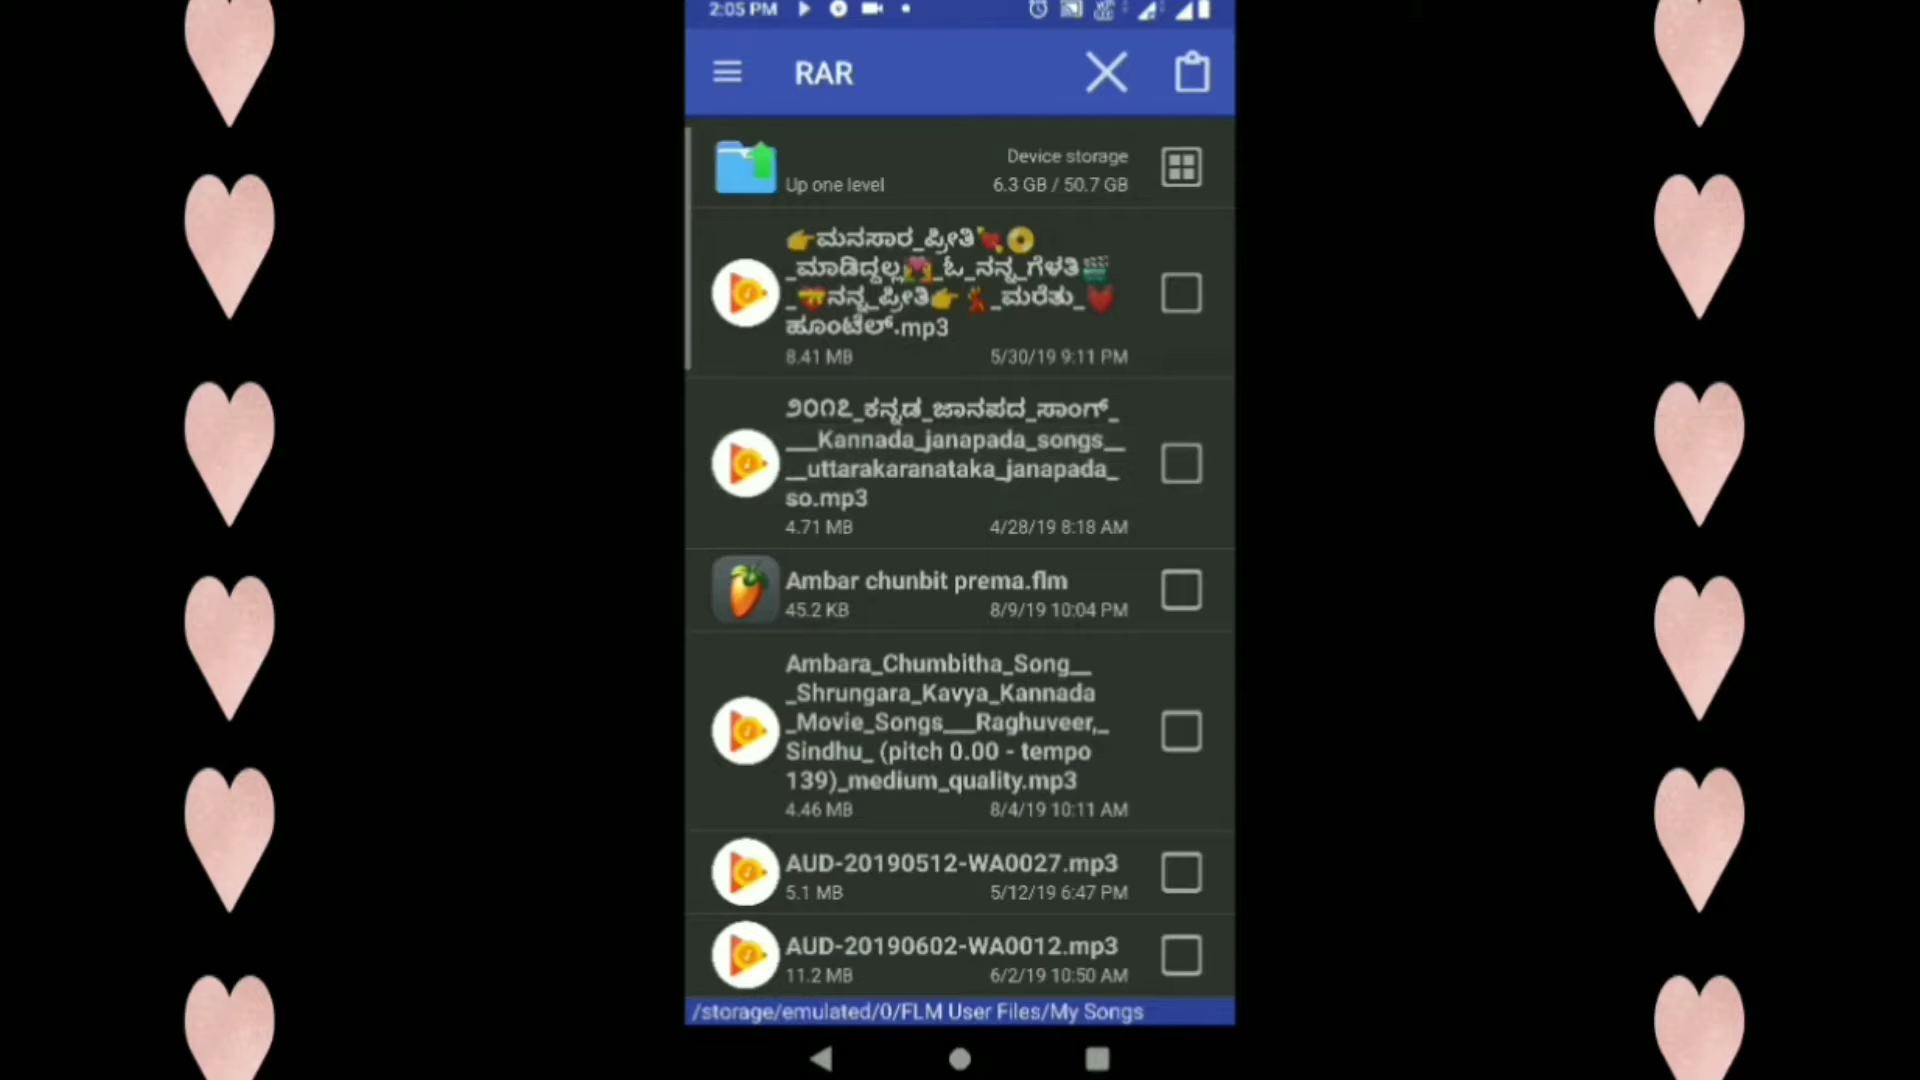 2:05 PM
RAR
Device storage
Up one level
6.3 GB / 50.7 GB
👉ಮನಸಾರ_ಪ್ರೀತಿ💘📀
_ಮಾಡಿದ್ದಲ್ಲ💏_ಓ_ನನ್ನ_ಗೆಳತಿ🎬
_💝ನನ್ನ_ಪ್ರೀತಿ👉💃_ಮರೆತು_❤️
ಹೂಂಟೆಲ್.mp3
8.41 MB
5/30/19 9:11 PM
೨೦೧೭_ಕನ್ನಡ_ಜಾನಪದ_ಸಾಂಗ್_
___Kannada_janapada_songs__
__uttarakaranataka_janapada_
so.mp3
4.71 MB
4/28/19 8:18 AM
Ambar chunbit prema.flm
45.2 KB
8/9/19 10:04 PM
Ambara_Chumbitha_Song__
_Shrungara_Kavya_Kannada
_Movie_Songs___Raghuveer,_
Sindhu_ (pitch 0.00 - tempo
139)_medium_quality.mp3
4.46 MB
8/4/19 10:11 AM
AUD-20190512-WA0027.mp3
5.1 MB
5/12/19 6:47 PM
AUD-20190602-WA0012.mp3
11.2 MB
6/2/19 10:50 AM
/storage/emulated/0/FLM User Files/My Songs